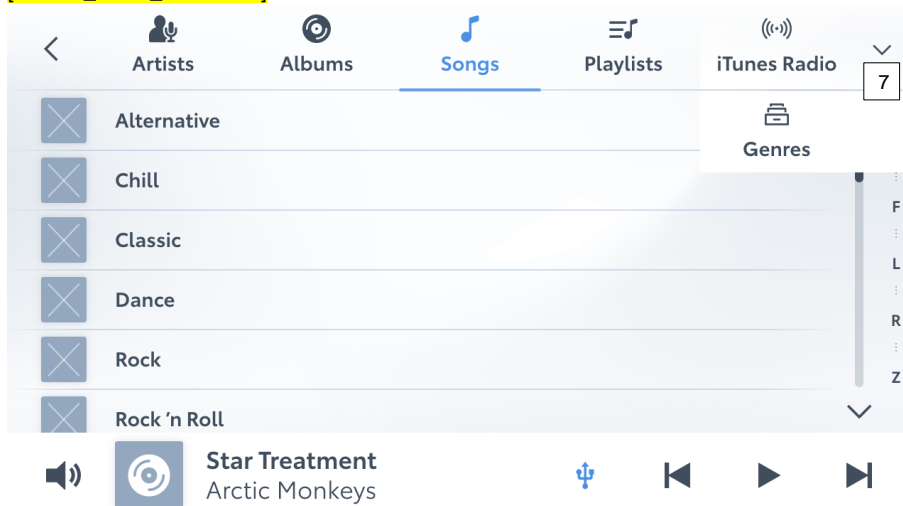 Artists Albums Songs Playlists iTunes Radio
7
Alternative
Genres
Chill
F
Classic
L
Dance
R
Rock
Z
Rock ’n Roll
Star Treatment
Arctic Monkeys